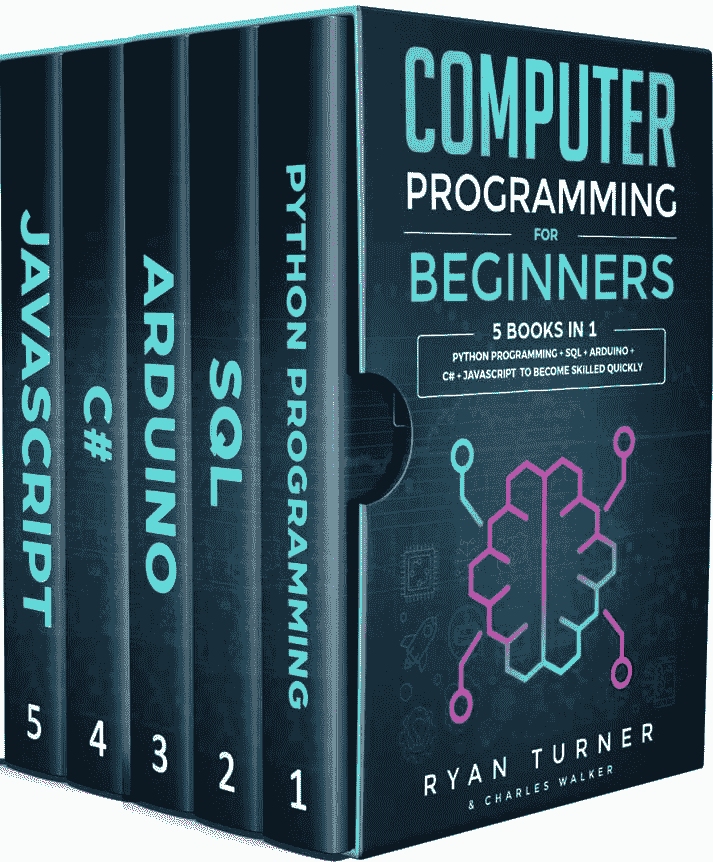 JAVASCRIPT
5
C#
4
ARDUINO
3
SQL
2
PYTHON PROGRAMMING
1
COMPUTER
PROGRAMMING
FOR
BEGINNERS
5 BOOKS IN 1
PYTHON PROGRAMMING + SQL + ARDUINO +
C# + JAVASCRIPT TO BECOME SKILLED QUICKLY
RYAN TURNER
& CHARLES WALKER